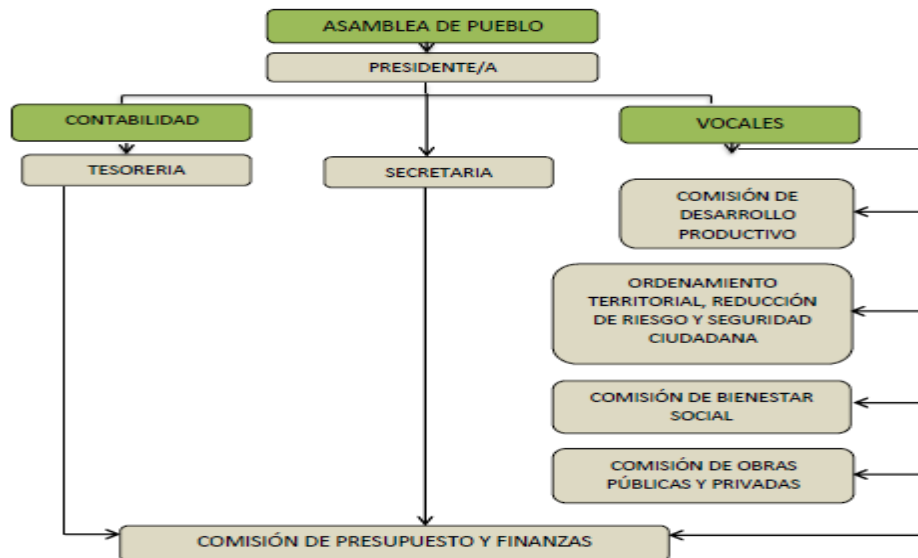 ASAMBLEA DE PUEBLO
PRESIDENTE/A
CONTABILIDAD
VOCALES
TESORERIA
SECRETARIA
COMISIÓN DE
DESARROLLO
PRODUCTIVO
ORDENAMIENTO
TERRITORIAL, REDUCCIÓN
DE RIESGO Y SEGURIDAD
CIUDADANA
COMISIÓN DE BIENESTAR
SOCIAL
COMISIÓN DE OBRAS
PÚBLICAS Y PRIVADAS
COMISIÓN DE PRESUPUESTO Y FINANZAS